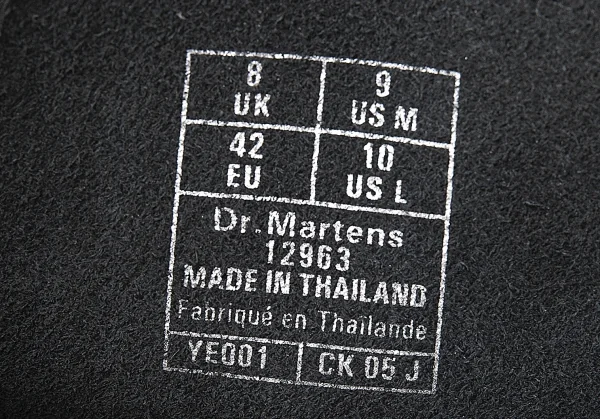 8 UK
9 US M
42 EU
10 US L
Dr. Martens
12963
MADE IN THAILAND
Fabriqué en Thaïlande
YE001
CK 05 J